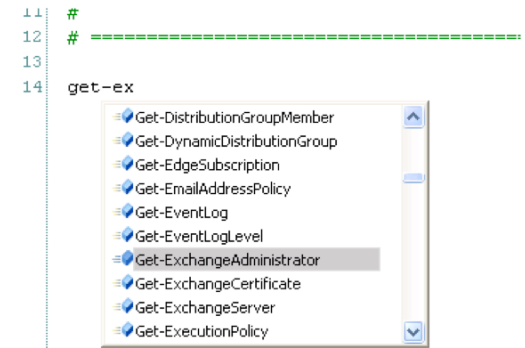 11 #
12 # ======================================
13
14 get-ex
Get-DistributionGroupMember
Get-DynamicDistributionGroup
Get-EdgeSubscription
Get-EmailAddressPolicy
Get-EventLog
Get-EventLogLevel
Get-ExchangeAdministrator
Get-ExchangeCertificate
Get-ExchangeServer
Get-ExecutionPolicy